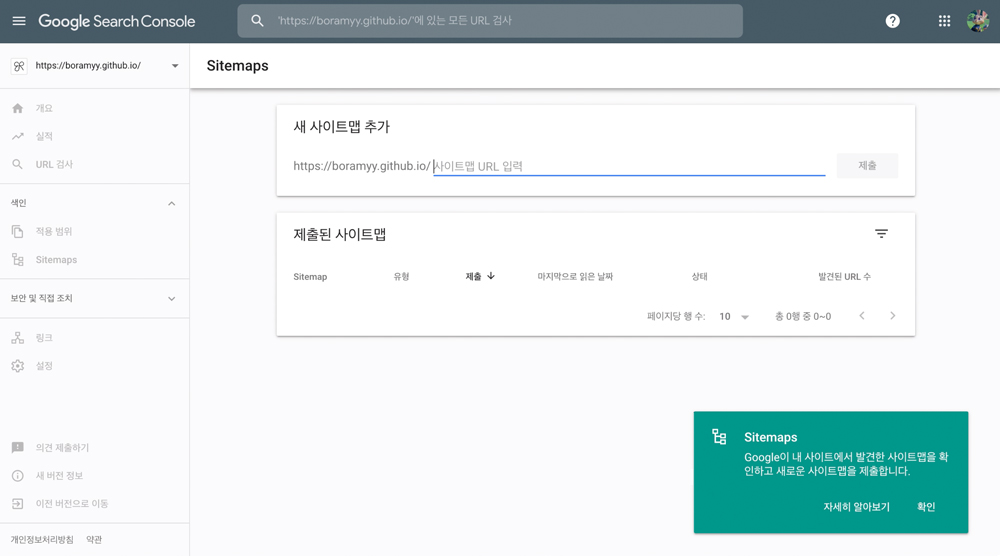 Google Search Console
'https://boramyy.github.io/'에 있는 모든 URL 검사
https://boramyy.github.io/
Sitemaps
개요
실적
URL 검사
색인
적용 범위
Sitemaps
보안 및 직접 조치
링크
설정
의견 제출하기
새 버전 정보
이전 버전으로 이동
개인정보처리방침 약관
새 사이트맵 추가
https://boramyy.github.io/ 사이트맵 URL 입력 제출
제출된 사이트맵
Sitemap 유형 제출 마지막으로 읽은 날짜 상태 발견된 URL 수
페이지당 행 수: 10 총 0행 중 0~0
Sitemaps
Google이 내 사이트에서 발견한 사이트맵을 확
인하고 새로운 사이트맵을 제출합니다.
자세히 알아보기 확인